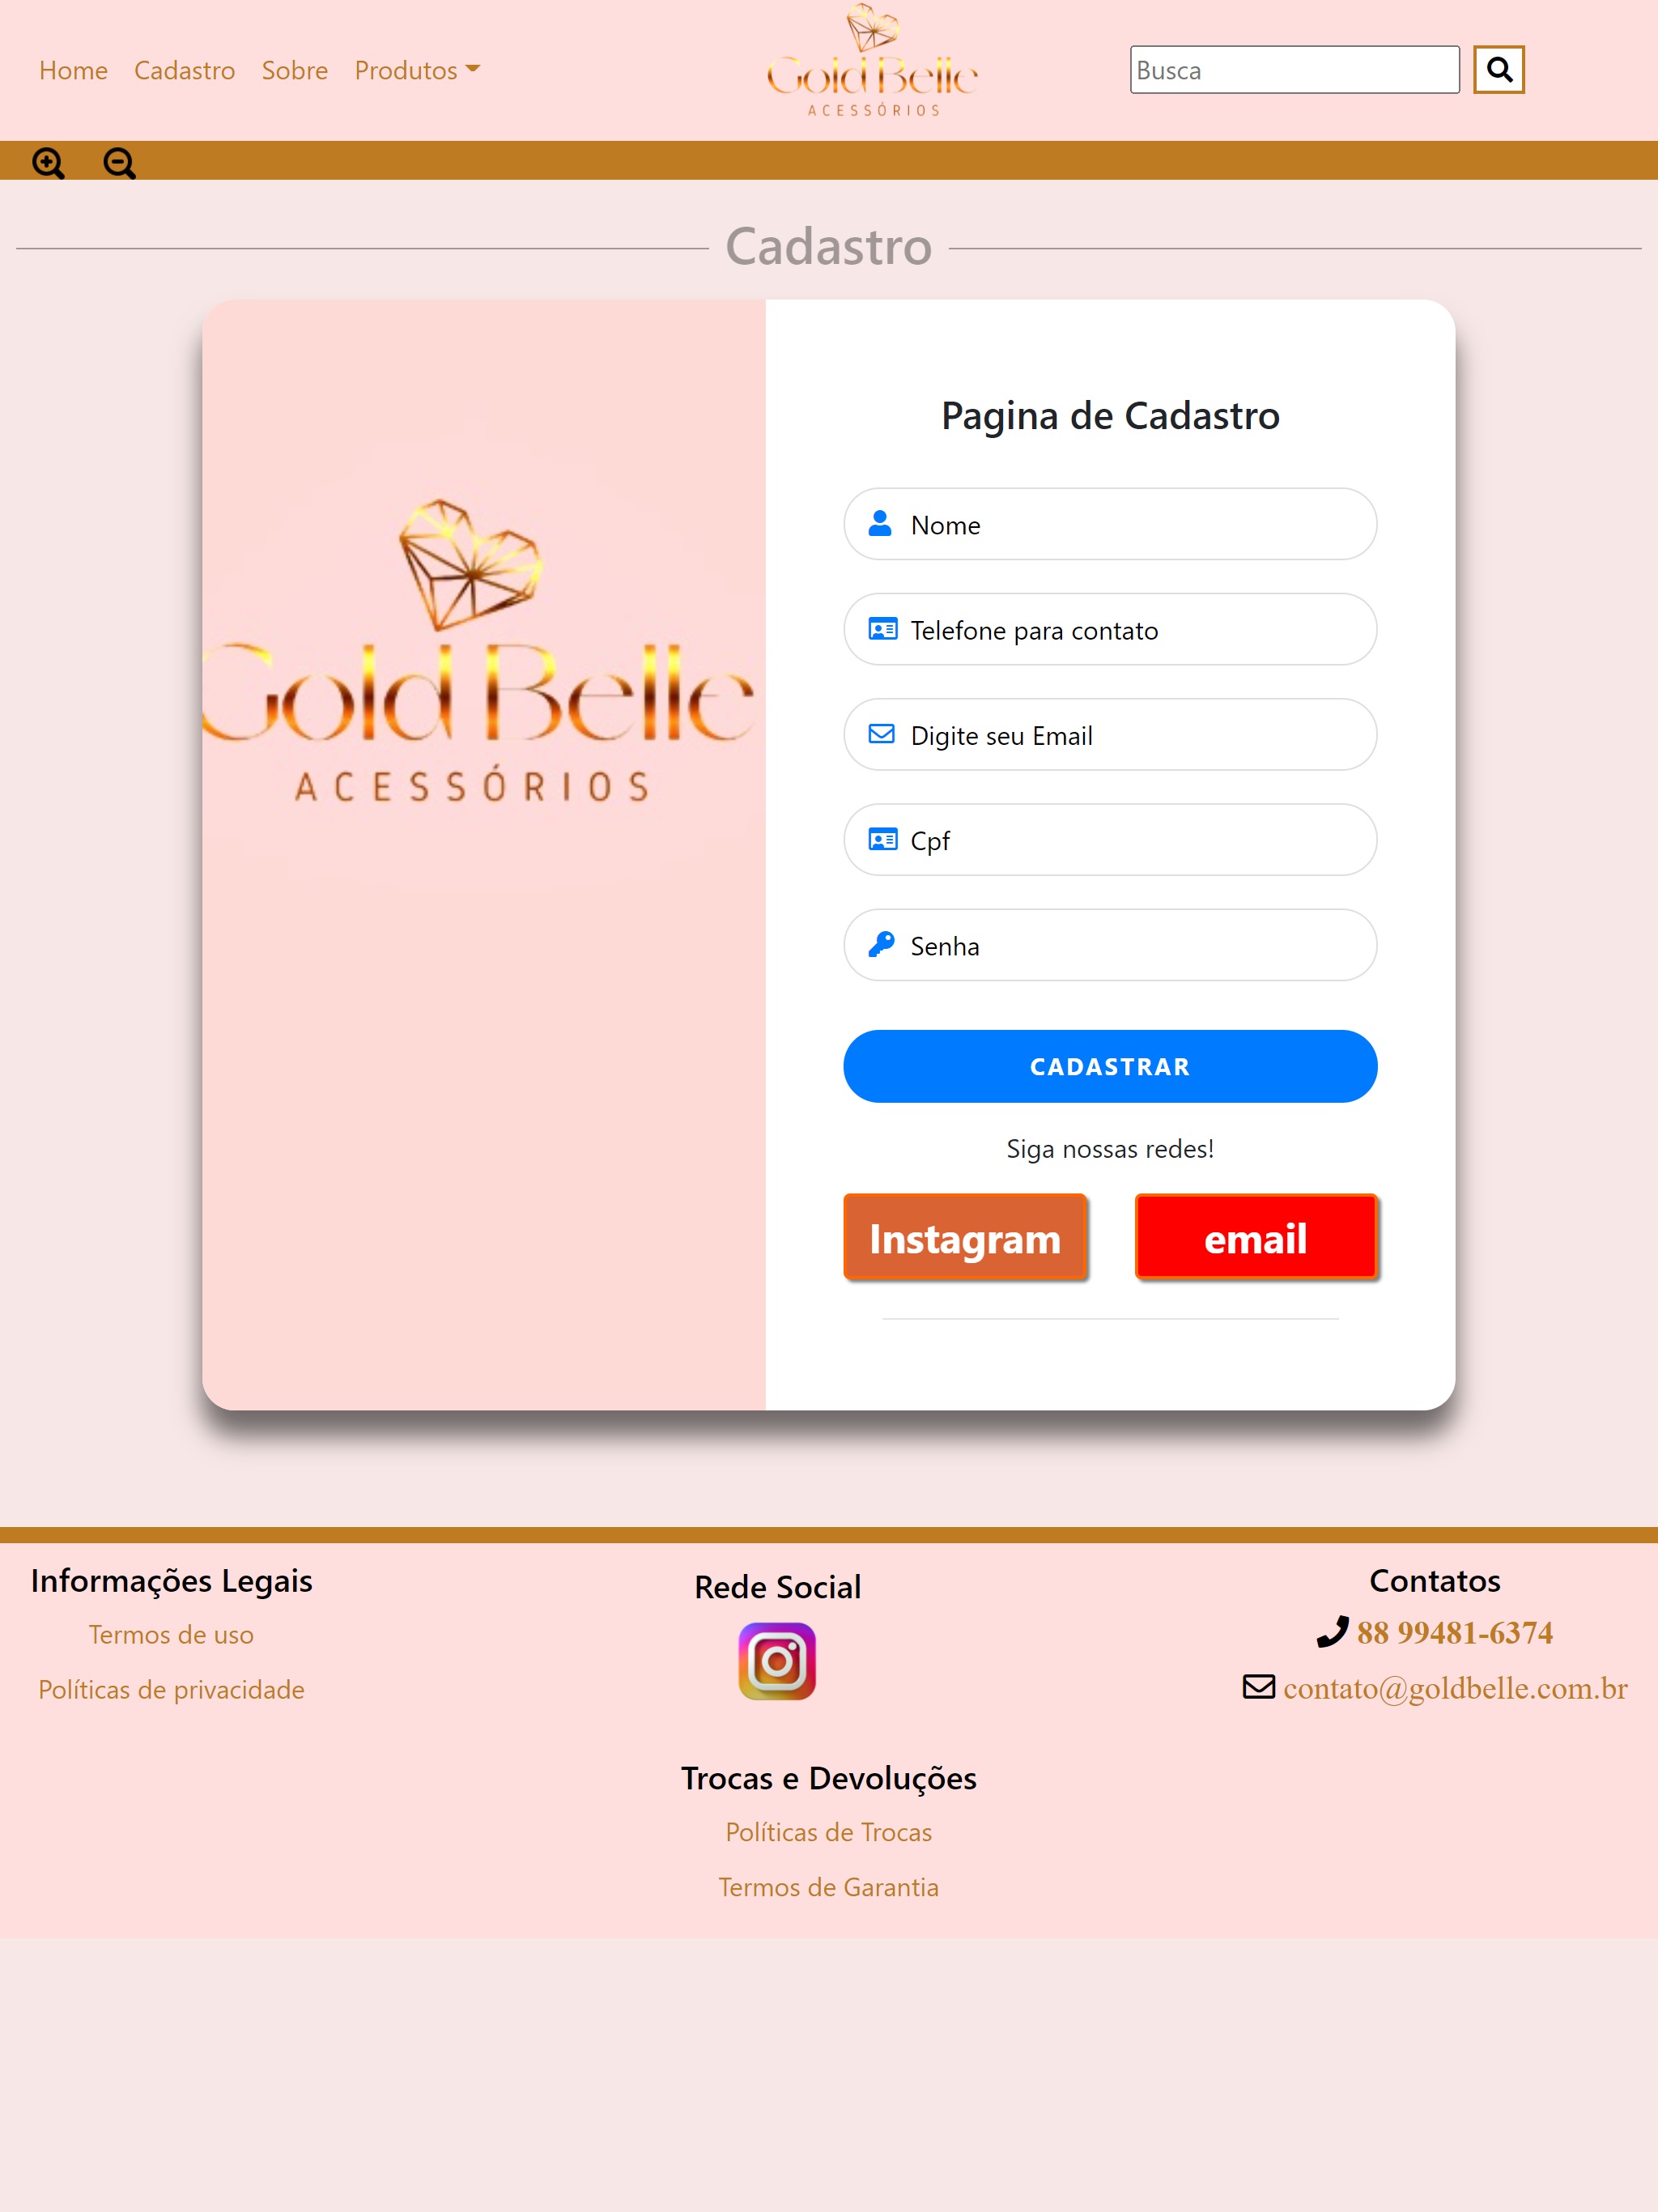 Home Cadastro Sobre Produtos
Gold Belle
ACESSÓRIOS
Busca
Cadastro
Gold Belle
ACESSÓRIOS
Pagina de Cadastro
Nome
Telefone para contato
Digite seu Email
Cpf
Senha
CADASTRAR
Siga nossas redes!
Instagram email
Informações Legais
Termos de uso
Políticas de privacidade
Rede Social
Contatos
88 99481-6374
contato@goldbelle.com.br
Trocas e Devoluções
Políticas de Trocas
Termos de Garantia